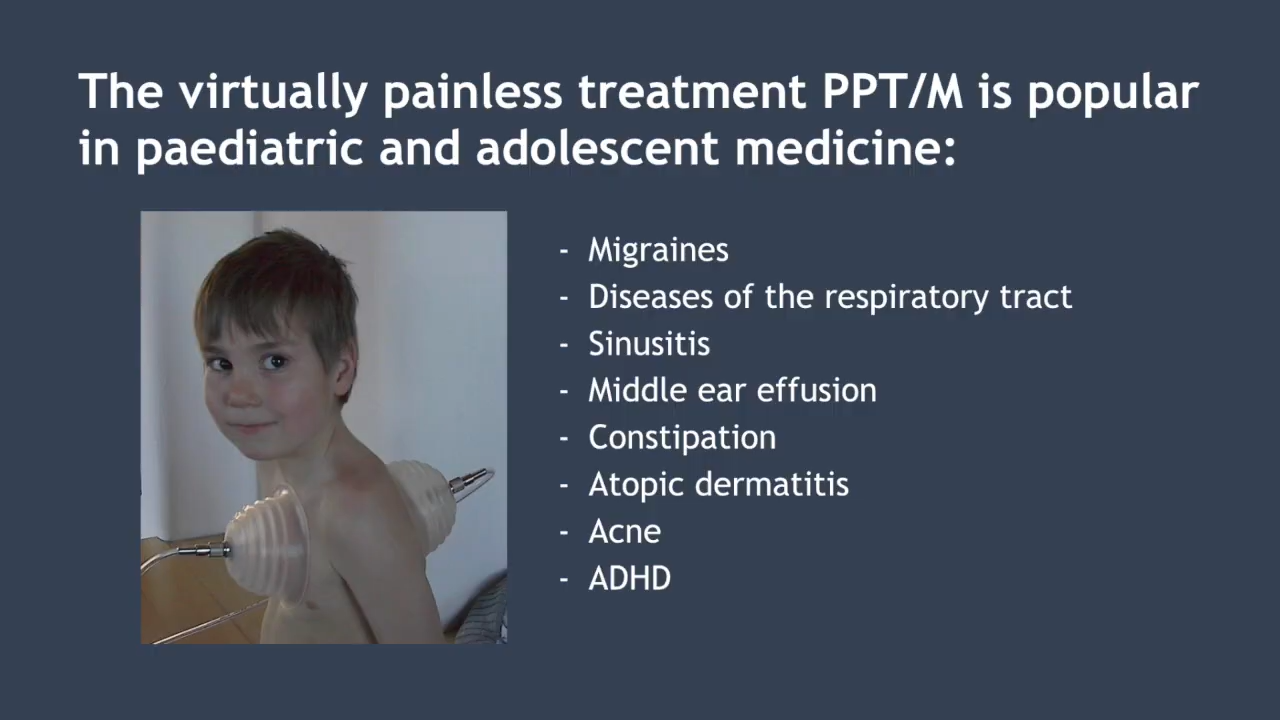 The virtually painless treatment PPT/M is popular
in paediatric and adolescent medicine:
- Migraines
- Diseases of the respiratory tract
- Sinusitis
- Middle ear effusion
- Constipation
- Atopic dermatitis
- Acne
- ADHD